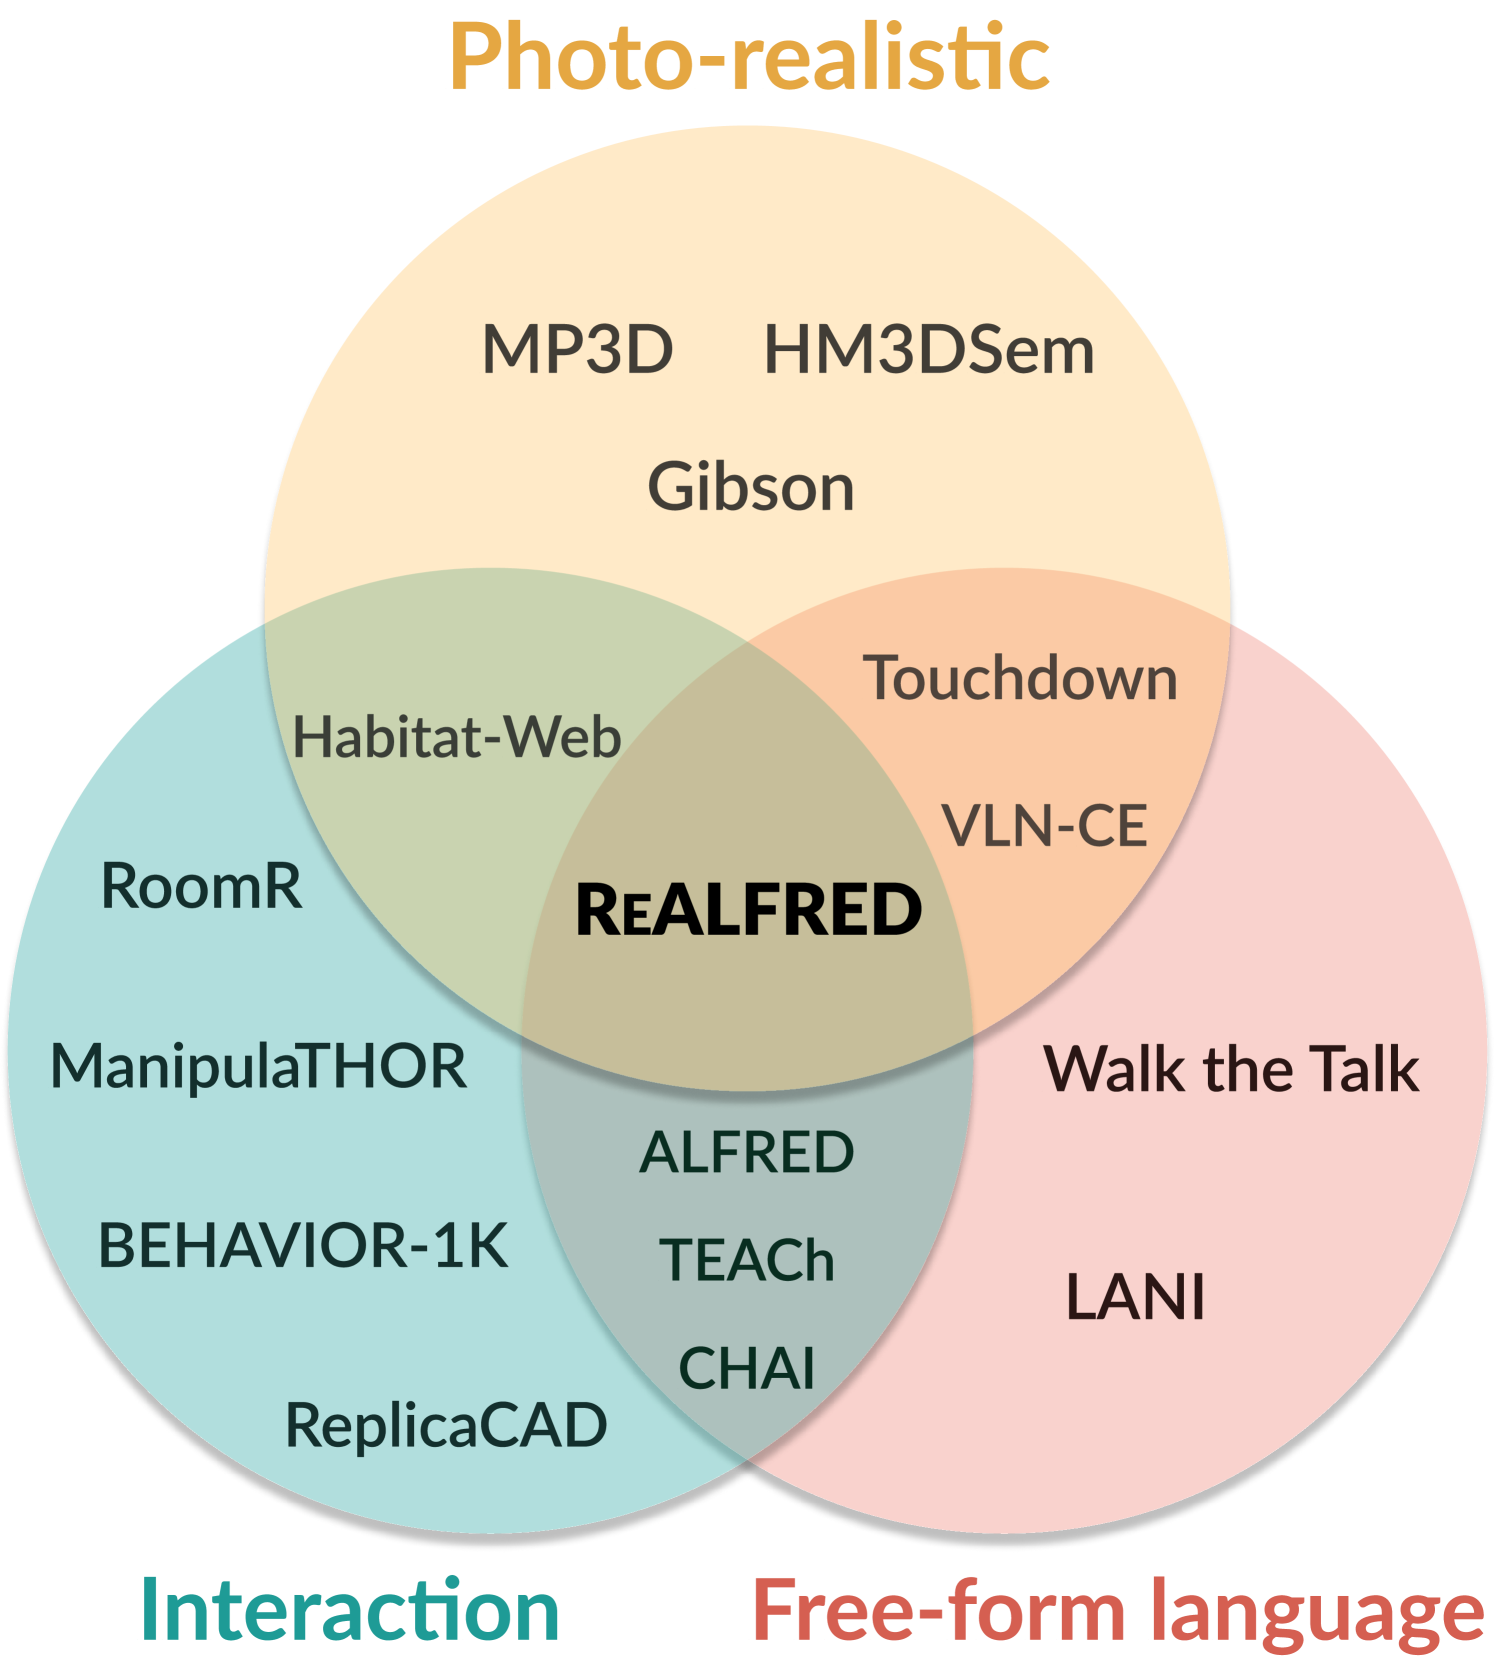 Photo-realistic
MP3D HM3DSem
Gibson
Touchdown
Habitat-Web
VLN-CE
RoomR
REALFRED
ManipulaTHOR
Walk the Talk
ALFRED
BEHAVIOR-1K
TEACh
LANI
CHAI
ReplicaCAD
Interaction
Free-form language